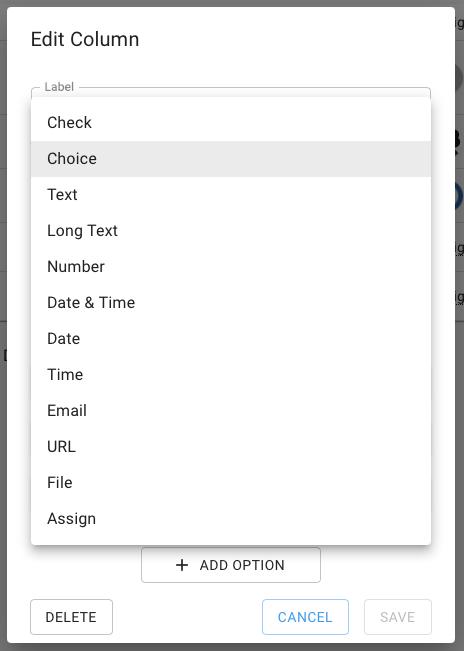 Edit Column
Label
Check
Choice
Text
Long Text
Number
Date & Time
Date
Time
Email
URL
File
Assign
+ ADD OPTION
DELETE
CANCEL
SAVE